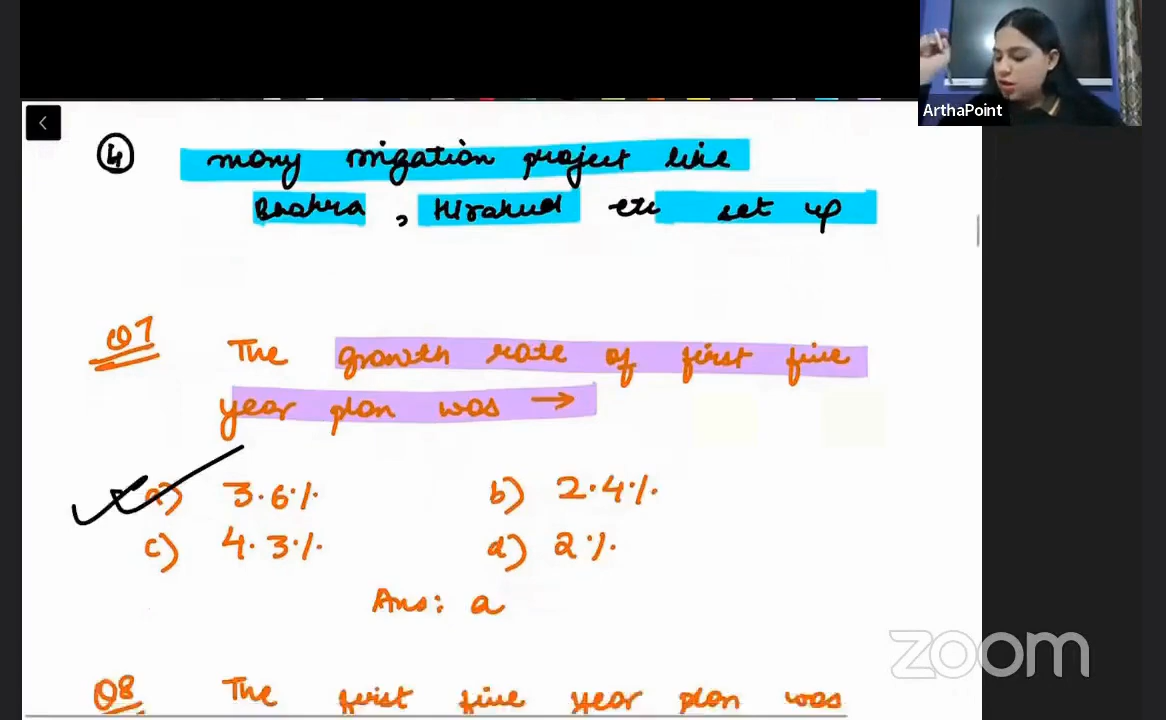 ArthaPoint
④ many irrigation project like
Bhakra, Hirakud etc set up
Q7 The growth rate of first five
year plan was →
a) 3.6% b) 2.4%
c) 4.3% d) 2%
Ans: a
zoom
Q8 The first five year plan was